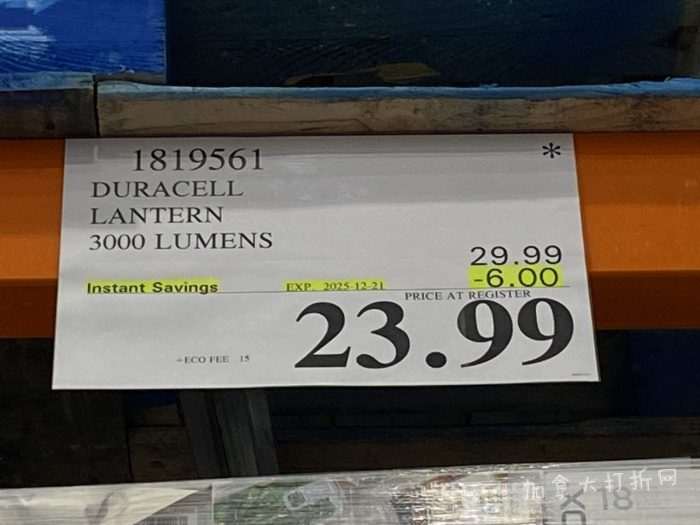 1819561 *
DURACELL
LANTERN
3000 LUMENS
29.99
Instant Savings EXP. 2025-12-21 -6.00
PRICE AT REGISTER
23.99
+ECO FEE 15
加拿大打折网
18